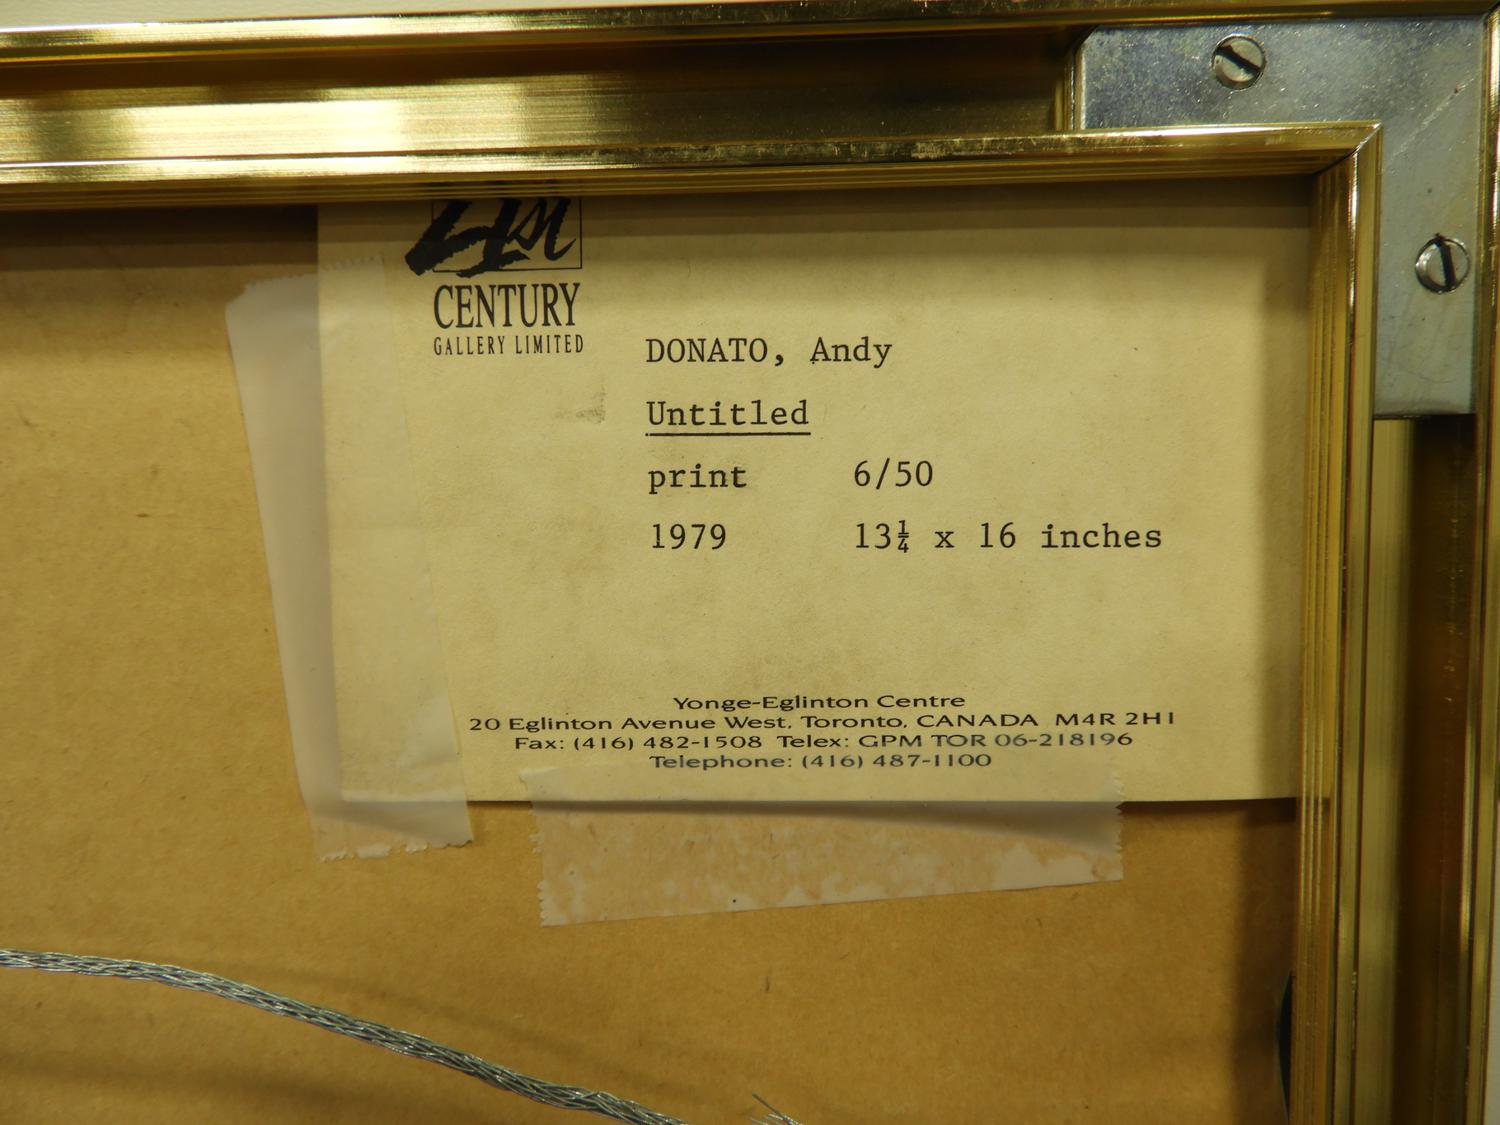 21st
CENTURY
GALLERY LIMITED
DONATO, Andy
Untitled
print 6/50
1979 13¼ x 16 inches
Yonge-Eglinton Centre
20 Eglinton Avenue West, Toronto, CANADA M4R 2H1
Fax: (416) 482-1508 Telex: GPM TOR 06-218196
Telephone: (416) 487-1100